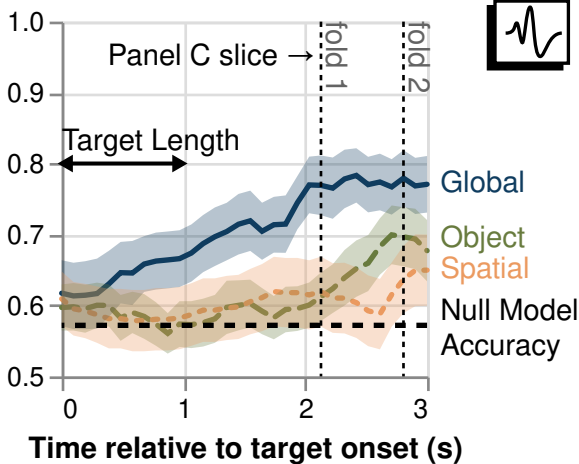 1.0
0.9
0.8
0.7
0.6
0.5
Panel C slice →
fold 1
fold 2
Target Length
Global
Object
Spatial
Null Model
Accuracy
0 1 2 3
Time relative to target onset (s)